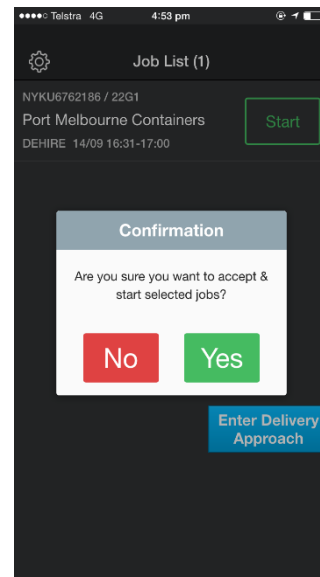 Telstra 4G 4:53 pm
Job List (1)
NYKU6762186 / 22G1
Port Melbourne Containers
DEHIRE 14/09 16:31-17:00
Start
Confirmation
Are you sure you want to accept &
start selected jobs?
No Yes
Enter Delivery
Approach